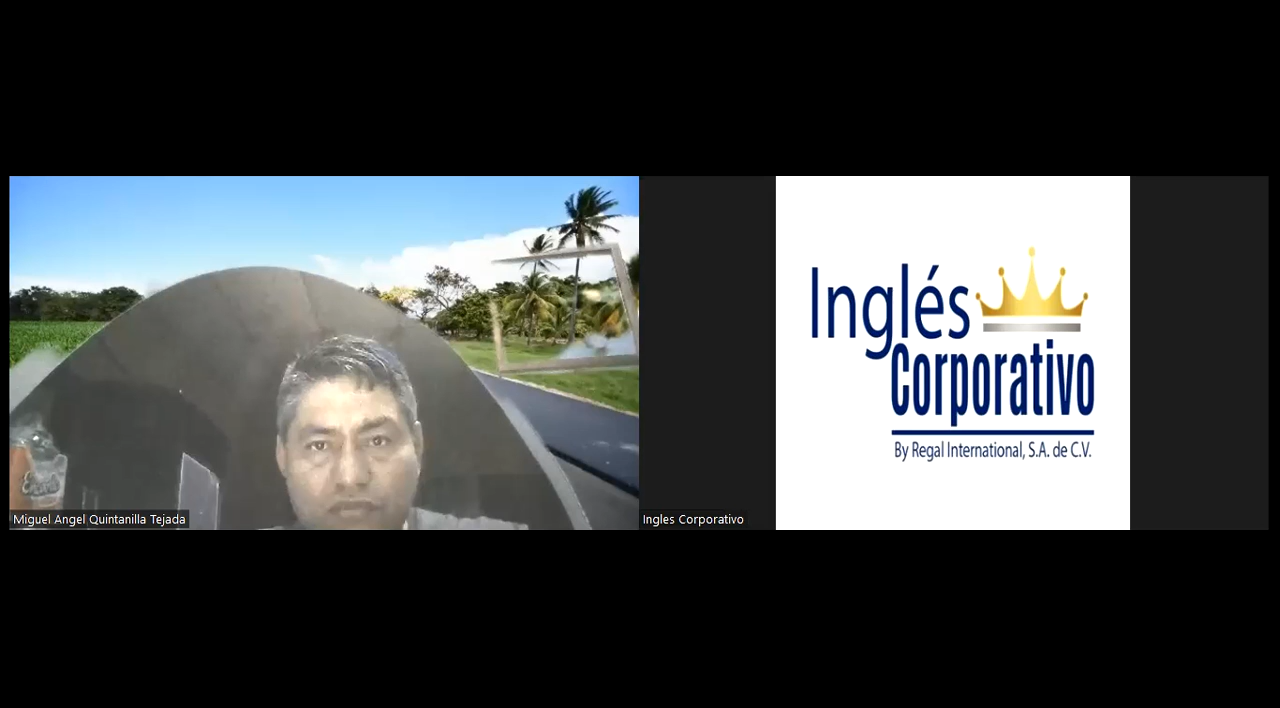 Inglés
Corporativo
By Regal International, S.A. de C.V.
Miguel Angel Quintanilla Tejada
Ingles Corporativo